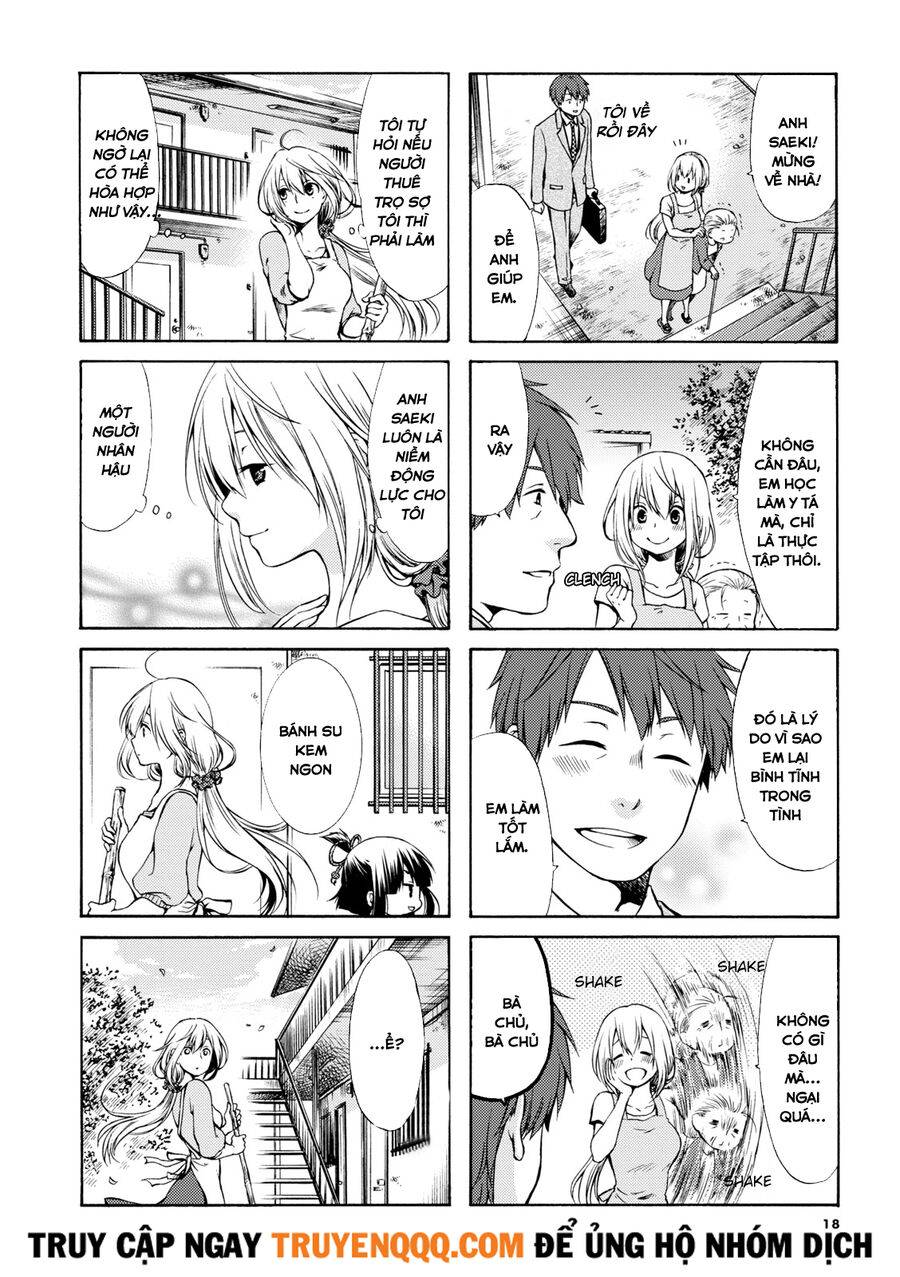 ANH
SAEKI!
MỪNG
VỀ NHÀ!
TÔI VỀ
RỒI ĐÂY
ĐỂ
ANH
GIÚP
EM.
KHÔNG
CẦN ĐÂU,
EM HỌC
LÀM Y TÁ
MÀ, CHỈ
LÀ THỰC
TẬP THÔI.
RA
VẬY
CLENCH
ĐÓ LÀ LÝ
DO VÌ SAO
EM LẠI
BÌNH TĨNH
TRONG
TÌNH
EM LÀM
TỐT
LẮM.
SHAKE
SHAKE
KHÔNG
CÓ GÌ
ĐÂU
MÀ...
NGẠI
QUÁ...
BÀ
CHỦ,
BÀ CHỦ
SHAKE
SHAKE
TÔI TỰ
HỎI NẾU
NGƯỜI
THUÊ
TRỌ SỢ
TÔI THÌ
PHẢI LÀM
KHÔNG
NGỜ LẠI
CÓ THỂ
HÒA HỢP
NHƯ VẬY...
ANH
SAEKI
LUÔN LÀ
NIỀM
ĐỘNG
LỰC CHO
TÔI
MỘT
NGƯỜI
NHÂN
HẬU
BÁNH SU
KEM
NGON
...Ể?
18
TRUY CẬP NGAY TRUYENQQQ.COM ĐỂ ỦNG HỘ NHÓM DỊCH